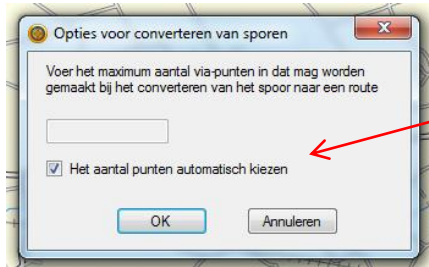 Opties voor converteren van sporen
Voer het maximum aantal via-punten in dat mag worden
gemaakt bij het converteren van het spoor naar een route
Het aantal punten automatisch kiezen
OK
Annuleren